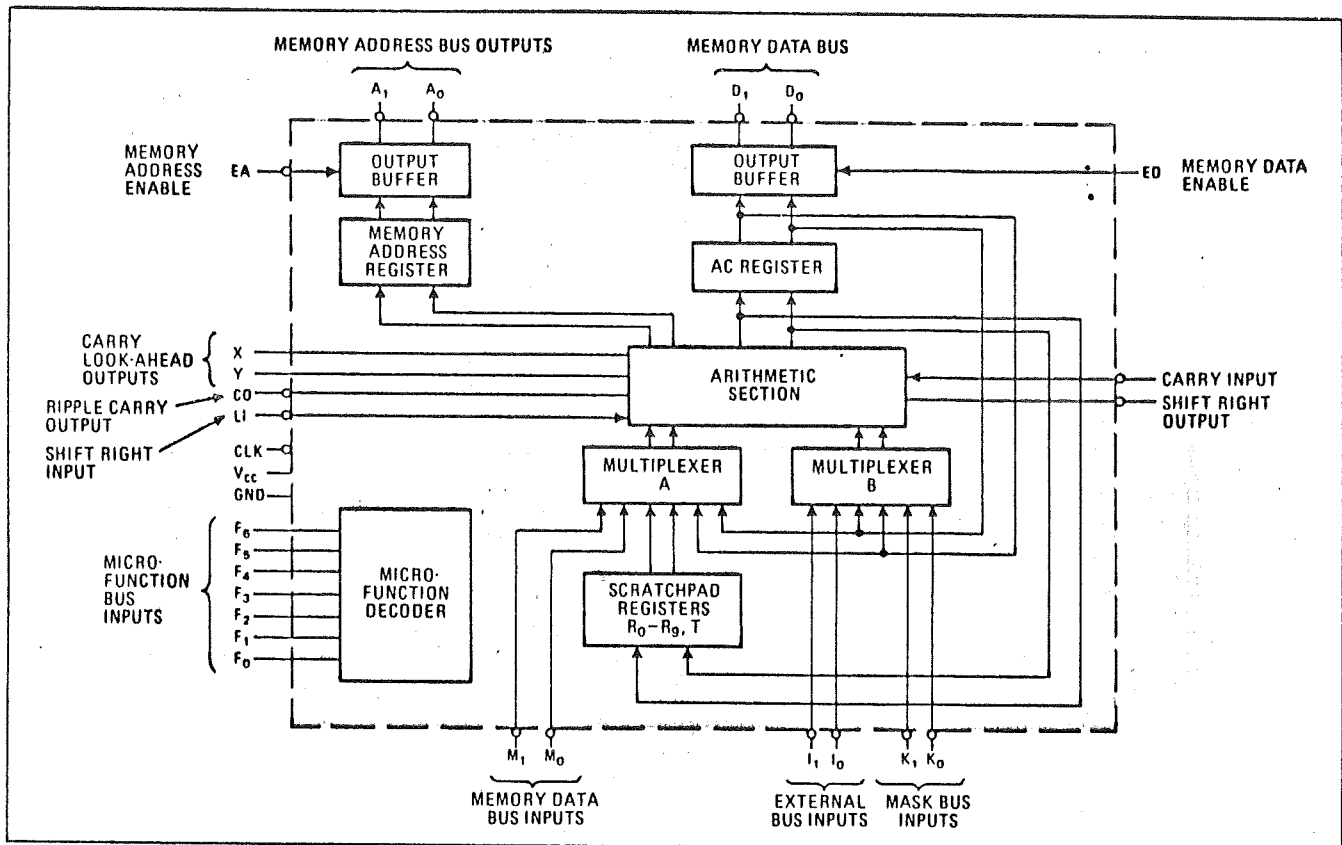 MEMORY ADDRESS BUS OUTPUTS
MEMORY DATA BUS
A1
A0
D1
D0
MEMORY
ADDRESS
ENABLE
EA
OUTPUT
BUFFER
OUTPUT
BUFFER
ED
MEMORY DATA
ENABLE
MEMORY
ADDRESS
REGISTER
AC REGISTER
CARRY
LOOK-AHEAD
OUTPUTS
X
Y
ARITHMETIC
SECTION
CARRY INPUT
SHIFT RIGHT
OUTPUT
RIPPLE CARRY
OUTPUT
CO
LI
SHIFT RIGHT
INPUT
CLK
VCC
GND
MULTIPLEXER
A
MULTIPLEXER
B
MICRO-
FUNCTION
BUS
INPUTS
F6
F5
F4
F3
F2
F1
F0
MICRO-
FUNCTION
DECODER
SCRATCHPAD
REGISTERS
R0–R9, T
M1
M0
I1
I0
K1
K0
MEMORY DATA
BUS INPUTS
EXTERNAL
BUS INPUTS
MASK BUS
INPUTS